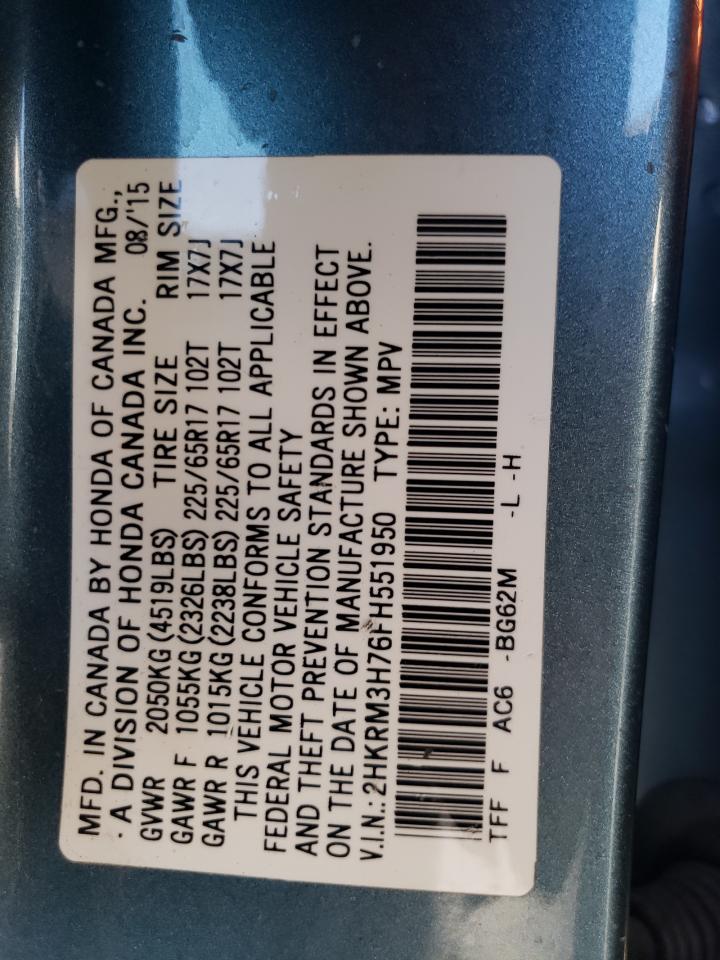 MFD. IN CANADA BY HONDA OF CANADA MFG.,
· A DIVISION OF HONDA CANADA INC. 08/'15
GVWR 2050KG (4519LBS) TIRE SIZE RIM SIZE
GAWR F 1055KG (2326LBS) 225/65R17 102T 17X7J
GAWR R 1015KG (2238LBS) 225/65R17 102T 17X7J
THIS VEHICLE CONFORMS TO ALL APPLICABLE
FEDERAL MOTOR VEHICLE SAFETY
AND THEFT PREVENTION STANDARDS IN EFFECT
ON THE DATE OF MANUFACTURE SHOWN ABOVE.
V.I.N.: 2HKRM3H76FH551950 TYPE: MPV
TFF F AC6 -BG62M -L -H